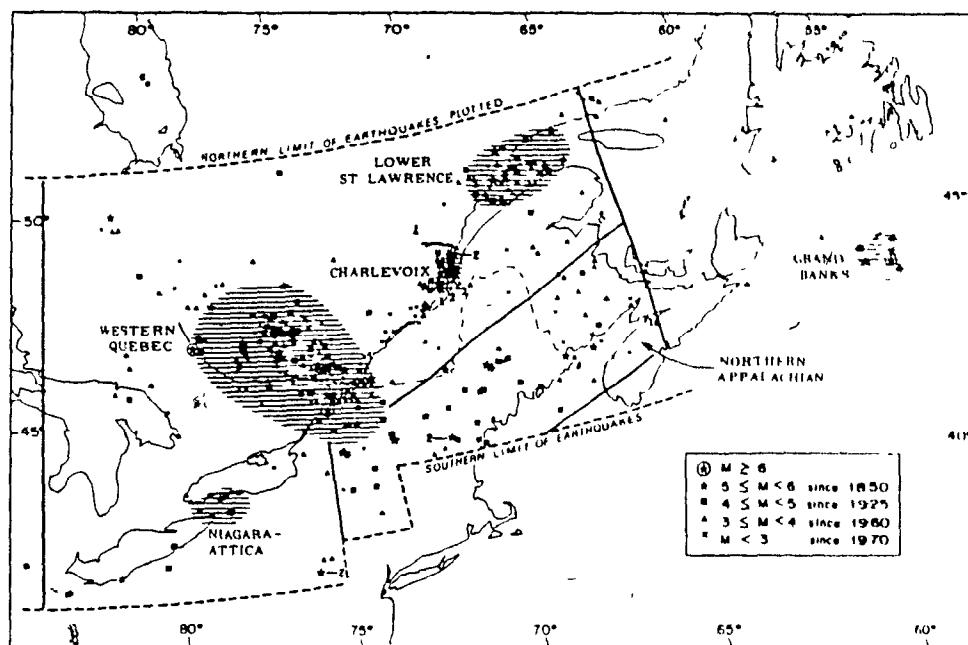 80° 75° 70° 65° 60° 55°
NORTHERN LIMIT OF EARTHQUAKES PLOTTED
LOWER
ST LAWRENCE
50°
45°
CHARLEVOIX
GRAND
BANKS
WESTERN
QUEBEC
NORTHERN
APPALACHIAN
45°
40°
SOUTHERN LIMIT OF EARTHQUAKES
M ≥ 6
5 ≤ M < 6 since 1850
4 ≤ M < 5 since 1925
3 ≤ M < 4 since 1960
M < 3 since 1970
NIAGARA-
ATTICA
80° 75° 70° 65° 60°